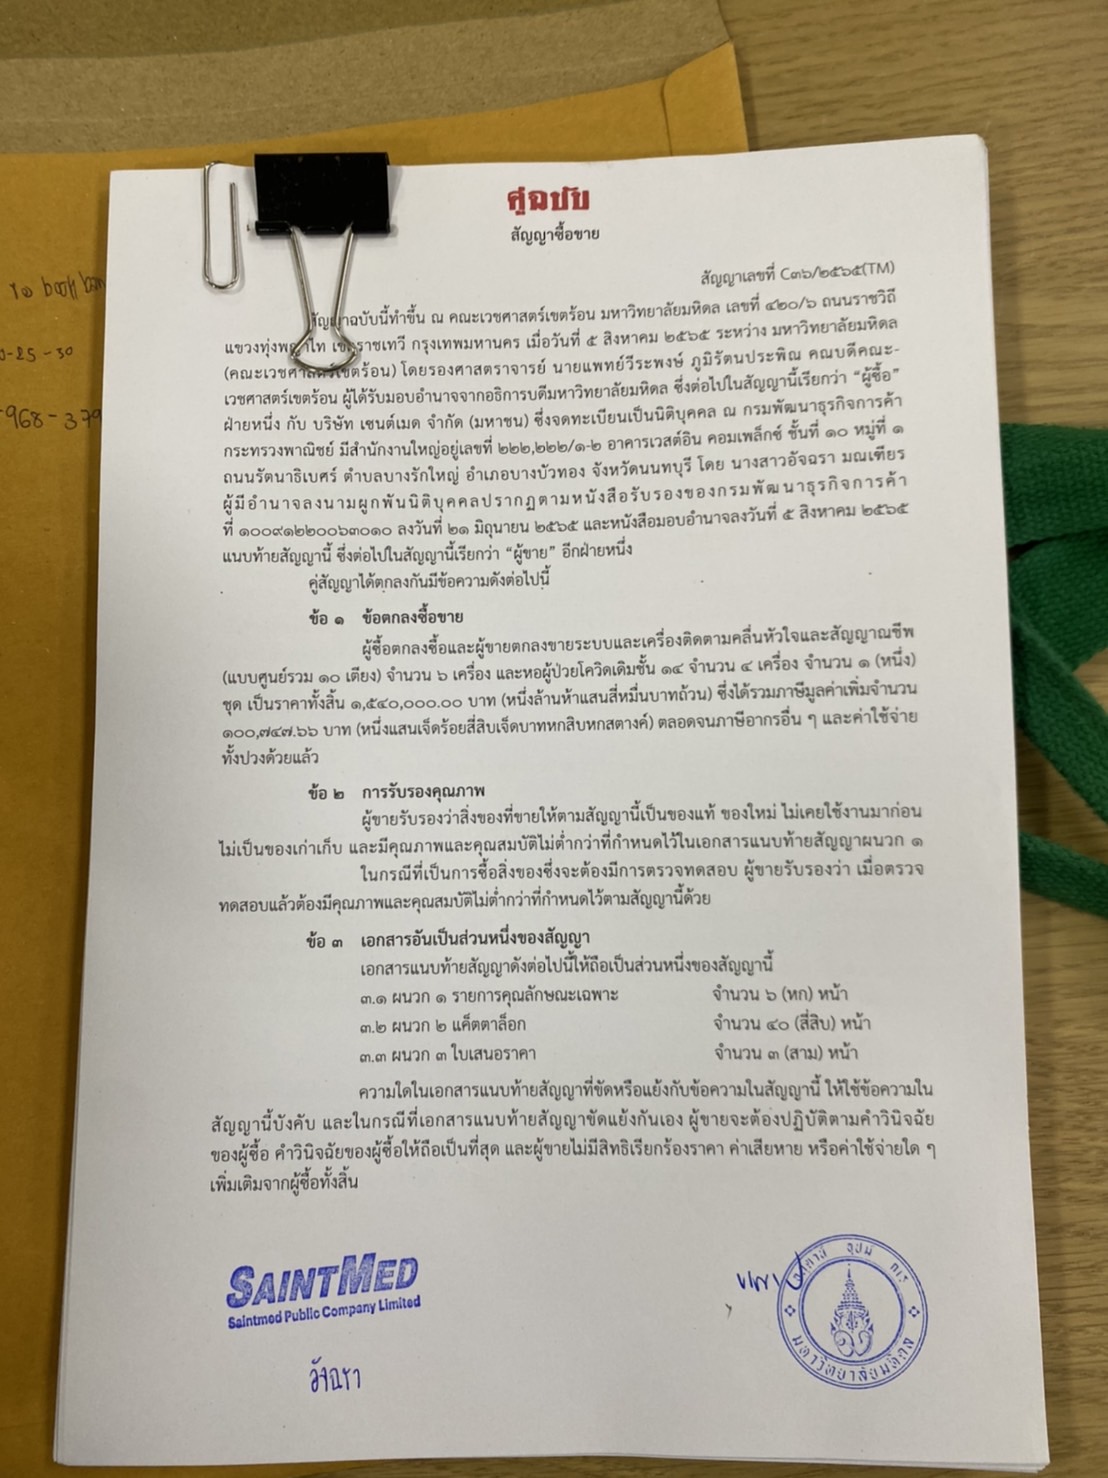 คู่ฉบับ
สัญญาซื้อขาย
สัญญาเลขที่ C๓๖/๒๕๖๕(TM)
สัญญาฉบับนี้ทำขึ้น ณ คณะเวชศาสตร์เขตร้อน มหาวิทยาลัยมหิดล เลขที่ ๔๒๐/๖ ถนนราชวิถี
แขวงทุ่งพญาไท เขตราชเทวี กรุงเทพมหานคร เมื่อวันที่ ๕ สิงหาคม ๒๕๖๕ ระหว่าง มหาวิทยาลัยมหิดล
(คณะเวชศาสตร์เขตร้อน) โดยรองศาสตราจารย์ นายแพทย์วีระพงษ์ ภูมิรัตนประพิณ คณบดีคณะ-
เวชศาสตร์เขตร้อน ผู้ได้รับมอบอำนาจจากอธิการบดีมหาวิทยาลัยมหิดล ซึ่งต่อไปในสัญญานี้เรียกว่า “ผู้ซื้อ”
ฝ่ายหนึ่ง กับ บริษัท เซนต์เมด จำกัด (มหาชน) ซึ่งจดทะเบียนเป็นนิติบุคคล ณ กรมพัฒนาธุรกิจการค้า
กระทรวงพาณิชย์ มีสำนักงานใหญ่อยู่เลขที่ ๒๒๒,๒๒๒/๑-๒ อาคารเวสต์อิน คอมเพล็กซ์ ชั้นที่ ๑๐ หมู่ที่ ๑
ถนนรัตนาธิเบศร์ ตำบลบางรักใหญ่ อำเภอบางบัวทอง จังหวัดนนทบุรี โดย นางสาวอัจฉรา มณเฑียร
ผู้มีอำนาจลงนามผูกพันนิติบุคคลปรากฏตามหนังสือรับรองของกรมพัฒนาธุรกิจการค้า
ที่ ๑๐๐๙๑๒๒๐๐๖๓๐๑๐ ลงวันที่ ๒๑ มิถุนายน ๒๕๖๕ และหนังสือมอบอำนาจลงวันที่ ๕ สิงหาคม ๒๕๖๕
แนบท้ายสัญญานี้ ซึ่งต่อไปในสัญญานี้เรียกว่า “ผู้ขาย” อีกฝ่ายหนึ่ง
คู่สัญญาได้ตกลงกันมีข้อความดังต่อไปนี้
ข้อ ๑ ข้อตกลงซื้อขาย
ผู้ซื้อตกลงซื้อและผู้ขายตกลงขายระบบและเครื่องติดตามคลื่นหัวใจและสัญญาณชีพ
(แบบศูนย์รวม ๑๐ เตียง) จำนวน ๖ เครื่อง และหอผู้ป่วยโควิดเดิมชั้น ๑๔ จำนวน ๔ เครื่อง จำนวน ๑ (หนึ่ง)
ชุด เป็นราคาทั้งสิ้น ๑,๕๔๐,๐๐๐.๐๐ บาท (หนึ่งล้านห้าแสนสี่หมื่นบาทถ้วน) ซึ่งได้รวมภาษีมูลค่าเพิ่มจำนวน
๑๐๐,๗๔๗.๖๖ บาท (หนึ่งแสนเจ็ดร้อยสี่สิบเจ็ดบาทหกสิบหกสตางค์) ตลอดจนภาษีอากรอื่น ๆ และค่าใช้จ่าย
ทั้งปวงด้วยแล้ว
ข้อ ๒ การรับรองคุณภาพ
ผู้ขายรับรองว่าสิ่งของที่ขายให้ตามสัญญานี้เป็นของแท้ ของใหม่ ไม่เคยใช้งานมาก่อน
ไม่เป็นของเก่าเก็บ และมีคุณภาพและคุณสมบัติไม่ต่ำกว่าที่กำหนดไว้ในเอกสารแนบท้ายสัญญาผนวก ๑
ในกรณีที่เป็นการซื้อสิ่งของซึ่งจะต้องมีการตรวจทดสอบ ผู้ขายรับรองว่า เมื่อตรวจ
ทดสอบแล้วต้องมีคุณภาพและคุณสมบัติไม่ต่ำกว่าที่กำหนดไว้ตามสัญญานี้ด้วย
ข้อ ๓ เอกสารอันเป็นส่วนหนึ่งของสัญญา
เอกสารแนบท้ายสัญญาดังต่อไปนี้ให้ถือเป็นส่วนหนึ่งของสัญญานี้
๓.๑ ผนวก ๑ รายการคุณลักษณะเฉพาะ จำนวน ๖ (หก) หน้า
๓.๒ ผนวก ๒ แค็ตตาล็อก จำนวน ๔๐ (สี่สิบ) หน้า
๓.๓ ผนวก ๓ ใบเสนอราคา จำนวน ๓ (สาม) หน้า
ความใดในเอกสารแนบท้ายสัญญาที่ขัดหรือแย้งกับข้อความในสัญญานี้ ให้ใช้ข้อความใน
สัญญานี้บังคับ และในกรณีที่เอกสารแนบท้ายสัญญาขัดแย้งกันเอง ผู้ขายจะต้องปฏิบัติตามคำวินิจฉัย
ของผู้ซื้อ คำวินิจฉัยของผู้ซื้อให้ถือเป็นที่สุด และผู้ขายไม่มีสิทธิเรียกร้องราคา ค่าเสียหาย หรือค่าใช้จ่ายใด ๆ
เพิ่มเติมจากผู้ซื้อทั้งสิ้น
SAINTMED
Saintmed Public Company Limited
อัจฉรา
มหาวิทยาลัยมหิดล
-25-30
968-379